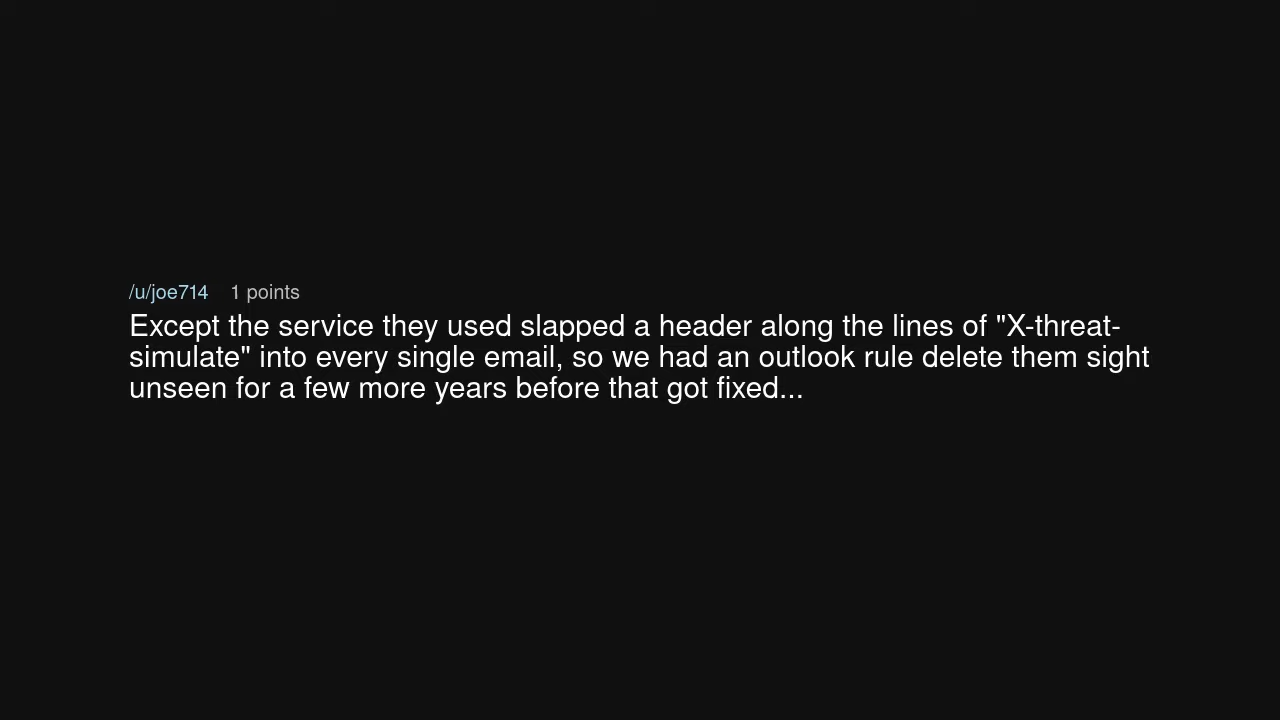 /u/joe714 1 points
Except the service they used slapped a header along the lines of "X-threat-
simulate" into every single email, so we had an outlook rule delete them sight
unseen for a few more years before that got fixed...